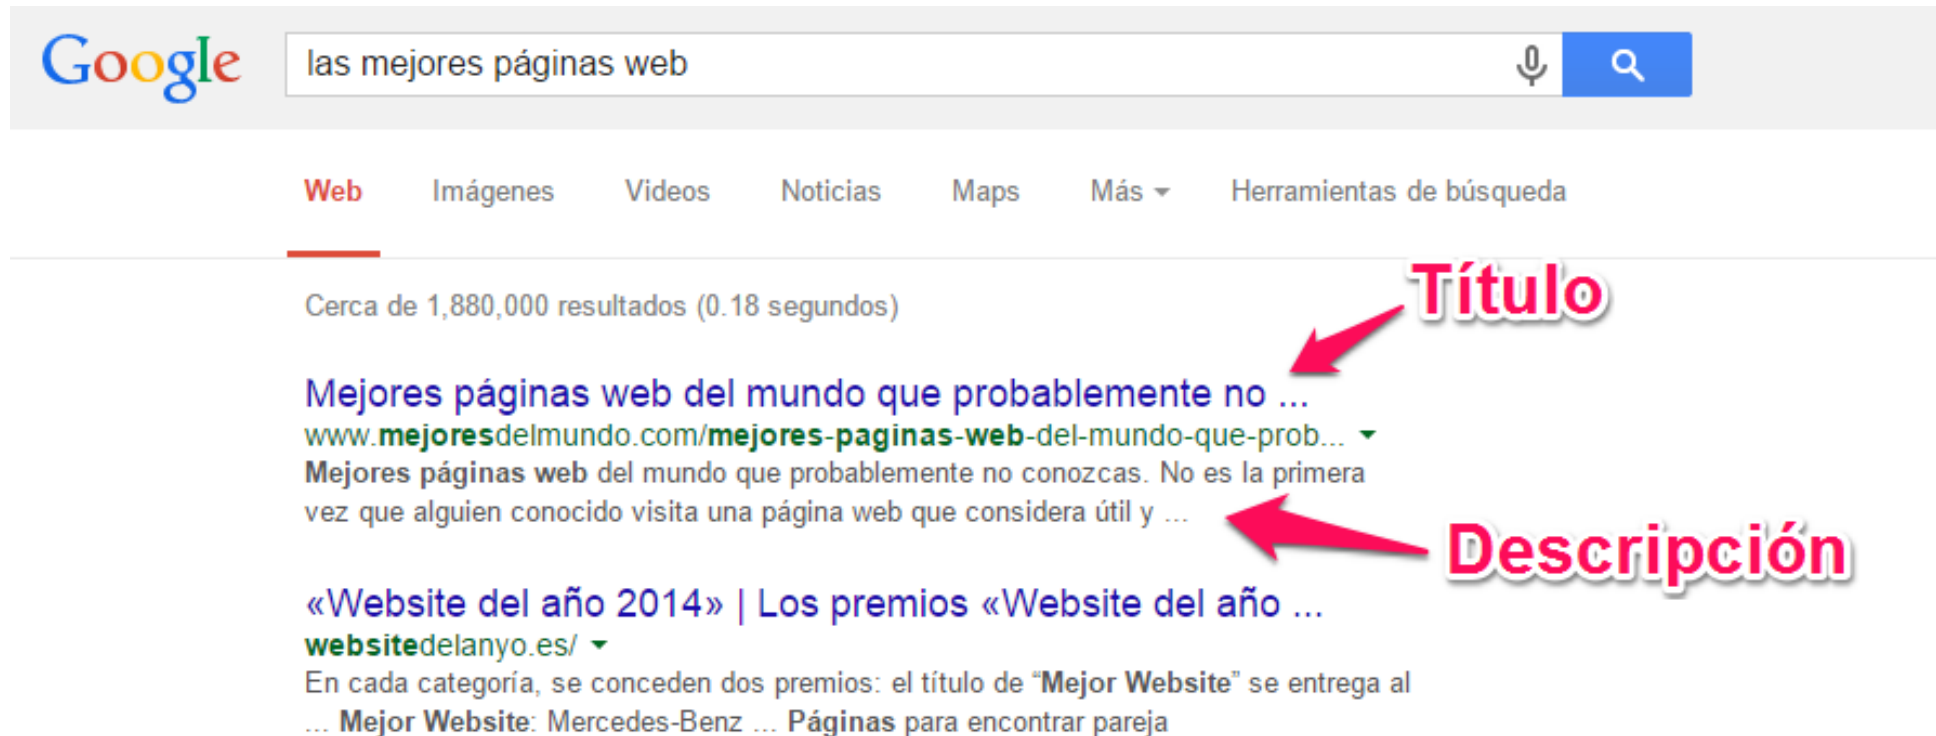 Google las mejores páginas web
Web Imágenes Videos Noticias Maps Más Herramientas de búsqueda
Cerca de 1,880,000 resultados (0.18 segundos)
Título
Mejores páginas web del mundo que probablemente no ...
www.mejoresdelmundo.com/mejores-paginas-web-del-mundo-que-prob...
Mejores páginas web del mundo que probablemente no conozcas. No es la primera
vez que alguien conocido visita una página web que considera útil y ...
Descripción
«Website del año 2014» | Los premios «Website del año ...
websitedelanyo.es/
En cada categoría, se conceden dos premios: el título de “Mejor Website” se entrega al
... Mejor Website: Mercedes-Benz ... Páginas para encontrar pareja